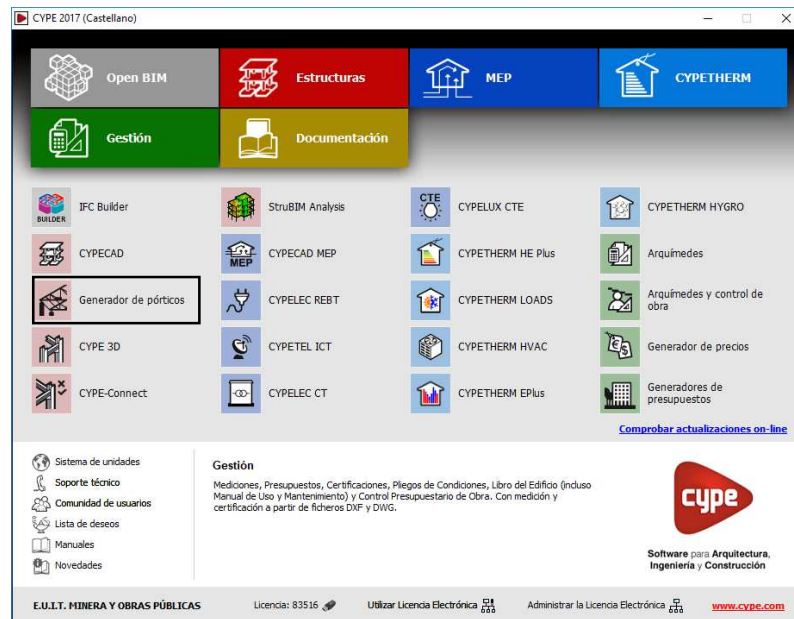 CYPE 2017 (Castellano)
Open BIM
Estructuras
MEP
CYPETHERM
Gestión
Documentación
BUILDER
IFC Builder
StruBIM Analysis
CTE
CYPELUX CTE
CYPETHERM HYGRO
CYPECAD
MEP
CYPECAD MEP
CYPETHERM HE Plus
Arquímedes
Generador de pórticos
CYPELEC REBT
CYPETHERM LOADS
Arquímedes y control de
obra
CYPE 3D
CYPETEL ICT
CYPETHERM HVAC
€$
Generador de precios
CYPE-Connect
CYPELEC CT
CYPETHERM EPlus
Generadores de
presupuestos
Comprobar actualizaciones on-line
Sistema de unidades
Soporte técnico
Comunidad de usuarios
Lista de deseos
Manuales
Novedades
Gestión
Mediciones, Presupuestos, Certificaciones, Pliegos de Condiciones, Libro del Edificio (incluso
Manual de Uso y Mantenimiento) y Control Presupuestario de Obra. Con medición y
certificación a partir de ficheros DXF y DWG.
cype
Software para Arquitectura,
Ingeniería y Construcción
E.U.I.T. MINERA Y OBRAS PÚBLICAS
Licencia: 83516
Utilizar Licencia Electrónica
Administrar la Licencia Electrónica
www.cype.com